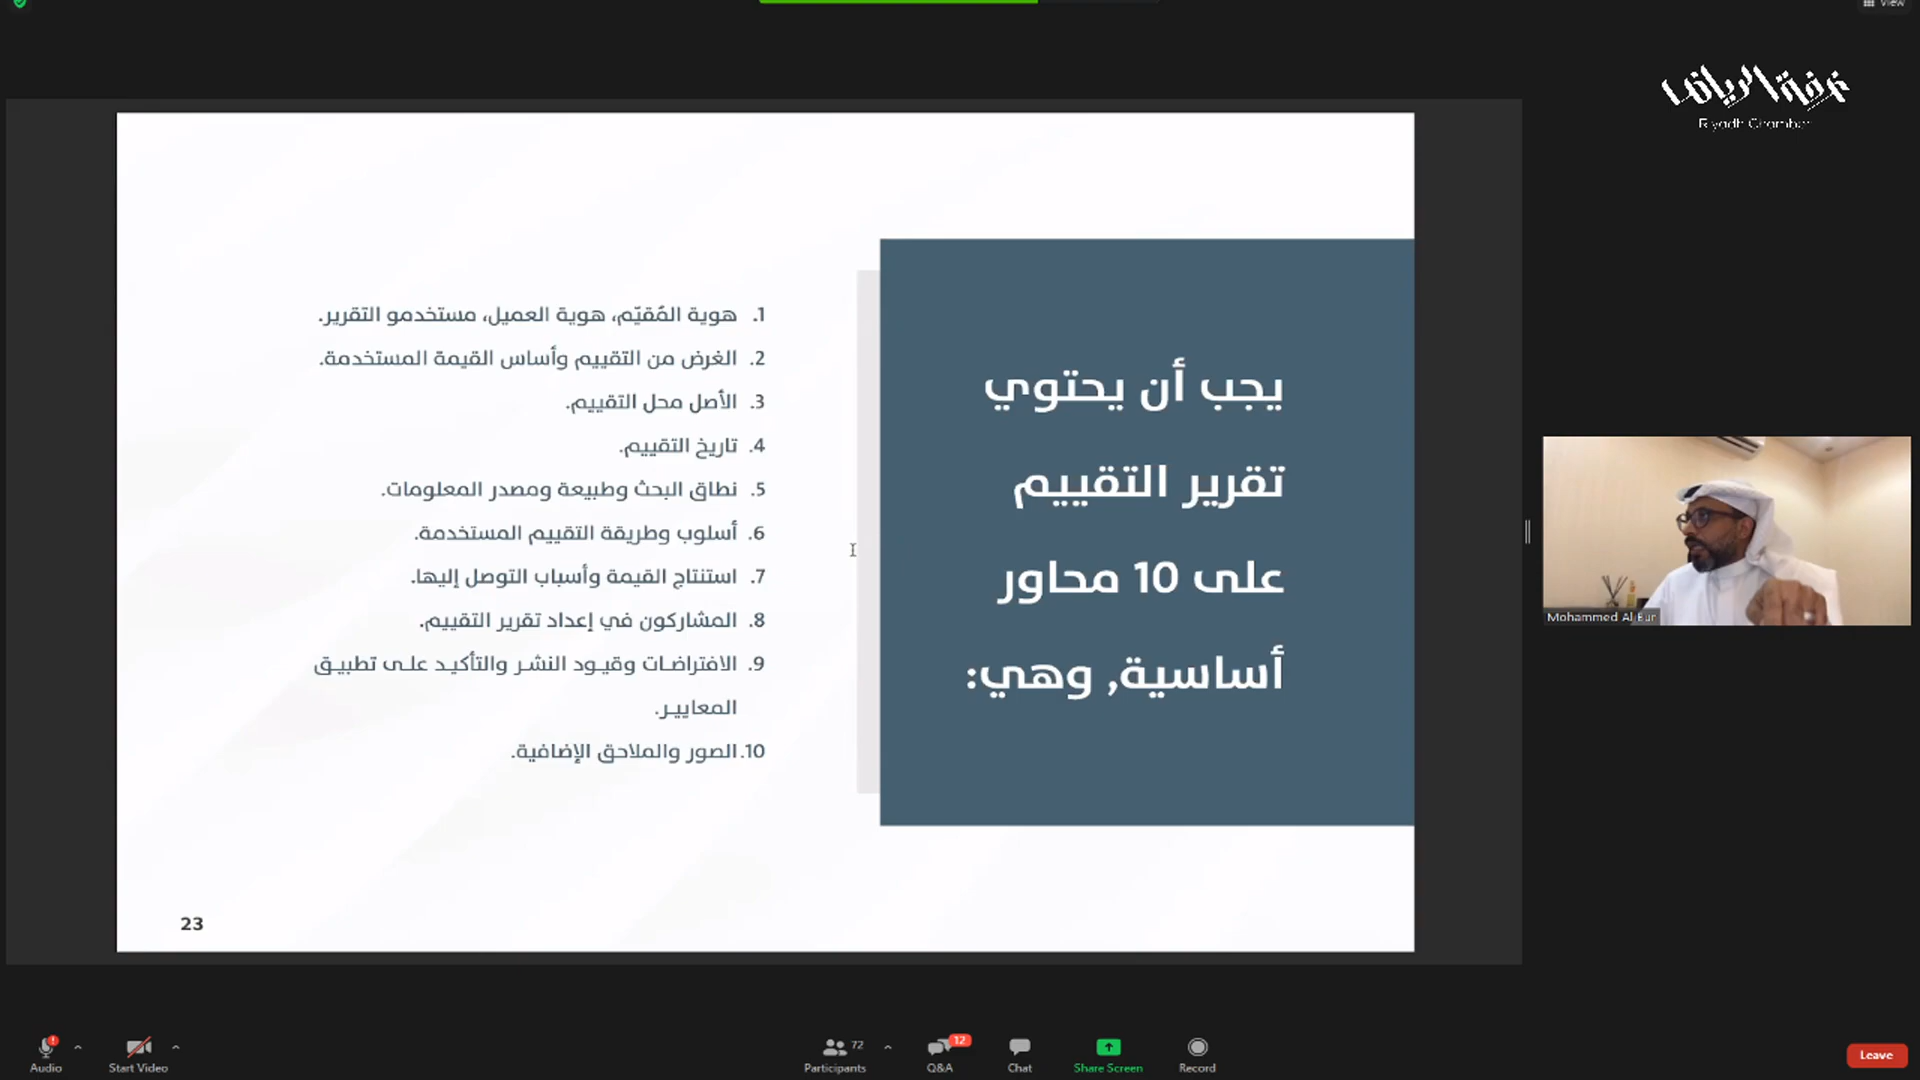 View
غرفة الرياض
Riyadh Chamber
يجب أن يحتوي
تقرير التقييم
على 10 محاور
أساسية, وهي:
1. هوية المُقيّم، هوية العميل، مستخدمو التقرير.
2. الغرض من التقييم وأساس القيمة المستخدمة.
3. الأصل محل التقييم.
4. تاريخ التقييم.
5. نطاق البحث وطبيعة ومصدر المعلومات.
6. أسلوب وطريقة التقييم المستخدمة.
7. استنتاج القيمة وأسباب التوصل إليها.
8. المشاركون في إعداد تقرير التقييم.
9. الافتراضات وقيود النشر والتأكيد على تطبيق
المعايير.
10. الصور والملاحق الإضافية.
23
Mohammed Al Eur
Audio
Start Video
72
Participants
12
Q&A
Chat
Share Screen
Record
Leave